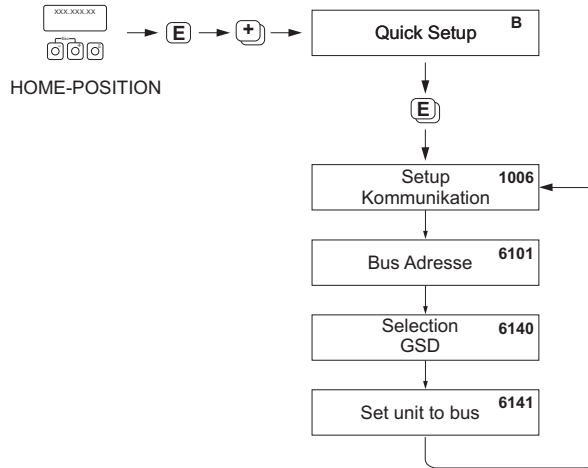 xxx.xxx.xx
Esc
E
+
Quick Setup
B
HOME-POSITION
E
Setup
Kommunikation
1006
Bus Adresse
6101
Selection
GSD
6140
Set unit to bus
6141